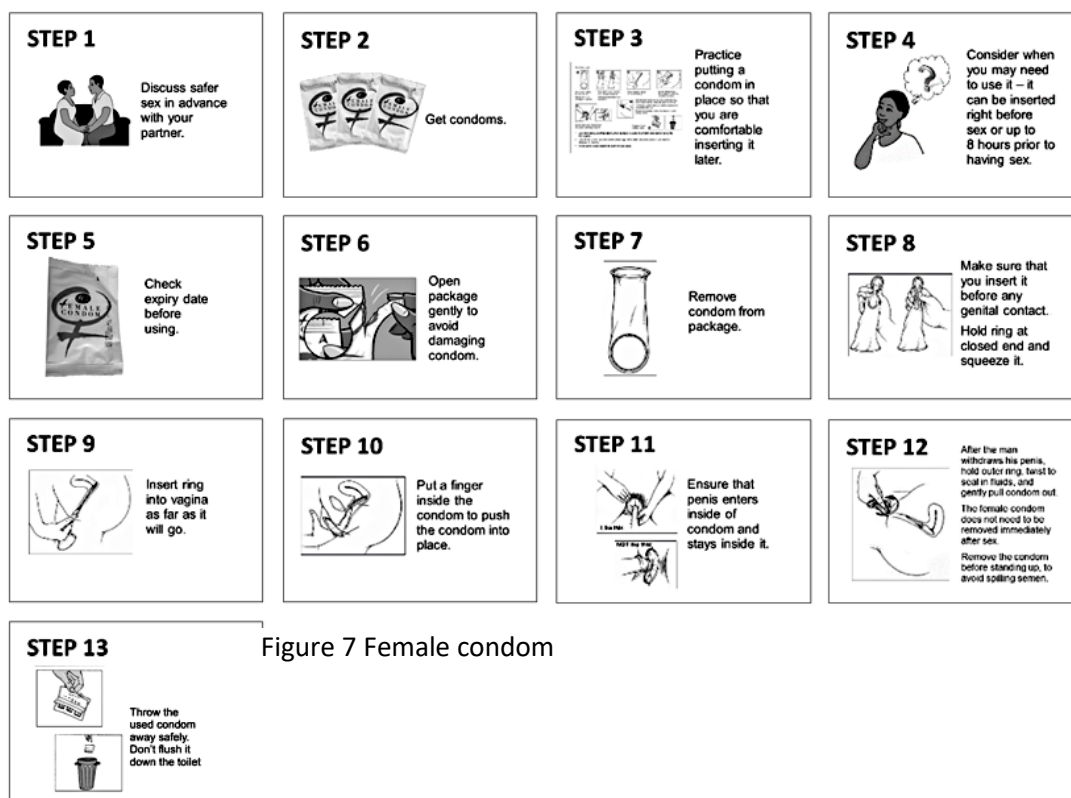 STEP 1
Discuss safer
sex in advance
with your
partner.
STEP 2
FEMALE
CONDOM
Get condoms.
STEP 3
Practice
putting a
condom in
place so that
you are
comfortable
inserting it
later.
STEP 4
?
Consider when
you may need
to use it – it
can be inserted
right before
sex or up to
8 hours prior to
having sex.
STEP 5
FEMALE
CONDOM
Check
expiry date
before
using.
STEP 6
A
Open
package
gently to
avoid
damaging
condom.
STEP 7
Remove
condom from
package.
STEP 8
Make sure that
you insert it
before any
genital contact.
Hold ring at
closed end and
squeeze it.
STEP 9
Insert ring
into vagina
as far as it
will go.
STEP 10
Put a finger
inside the
condom to push
the condom into
place.
STEP 11
Ensure that
penis enters
inside of
condom and
stays inside it.
STEP 12
After the man
withdraws his penis,
hold outer ring, twist to
seal in fluids, and
gently pull condom out.
The female condom
does not need to be
removed immediately
after sex.
Remove the condom
before standing up, to
avoid spilling semen.
STEP 13
Throw the
used condom
away safely.
Don't flush it
down the toilet
Figure 7 Female condom